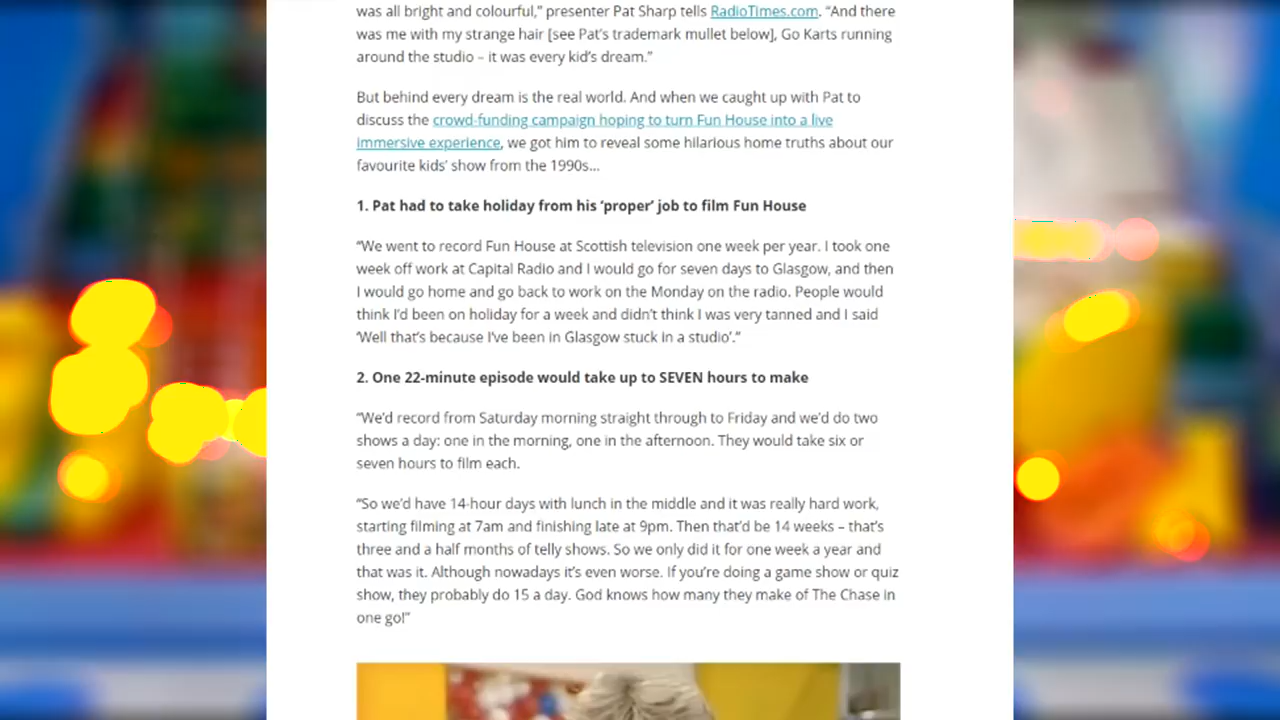 was all bright and colourful,” presenter Pat Sharp tells RadioTimes.com. “And there
was me with my strange hair [see Pat’s trademark mullet below], Go Karts running
around the studio – it was every kid’s dream.”
But behind every dream is the real world. And when we caught up with Pat to
discuss the crowd-funding campaign hoping to turn Fun House into a live
immersive experience, we got him to reveal some hilarious home truths about our
favourite kids’ show from the 1990s...
1. Pat had to take holiday from his ‘proper’ job to film Fun House
“We went to record Fun House at Scottish television one week per year. I took one
week off work at Capital Radio and I would go for seven days to Glasgow, and then
I would go home and go back to work on the Monday on the radio. People would
think I’d been on holiday for a week and didn’t think I was very tanned and I said
‘Well that’s because I’ve been in Glasgow stuck in a studio’.”
2. One 22-minute episode would take up to SEVEN hours to make
“We’d record from Saturday morning straight through to Friday and we’d do two
shows a day: one in the morning, one in the afternoon. They would take six or
seven hours to film each.
“So we’d have 14-hour days with lunch in the middle and it was really hard work,
starting filming at 7am and finishing late at 9pm. Then that’d be 14 weeks – that’s
three and a half months of telly shows. So we only did it for one week a year and
that was it. Although nowadays it’s even worse. If you’re doing a game show or quiz
show, they probably do 15 a day. God knows how many they make of The Chase in
one go!”